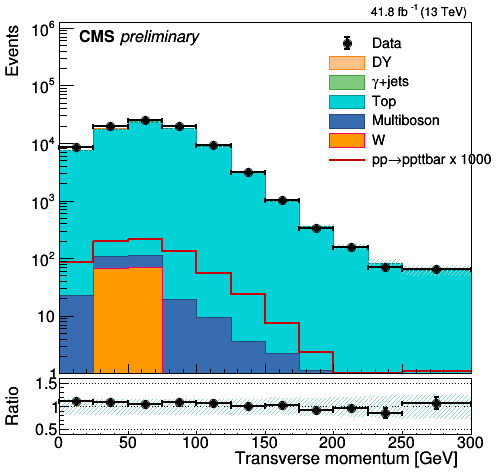 41.8 fb⁻¹ (13 TeV)
CMS preliminary
Events
10⁶
10⁵
10⁴
10³
10²
10
1
Data
DY
γ+jets
Top
Multiboson
W
pp→ppttbar x 1000
Ratio
1.5
1
0.5
0 50 100 150 200 250 300
Transverse momentum [GeV]